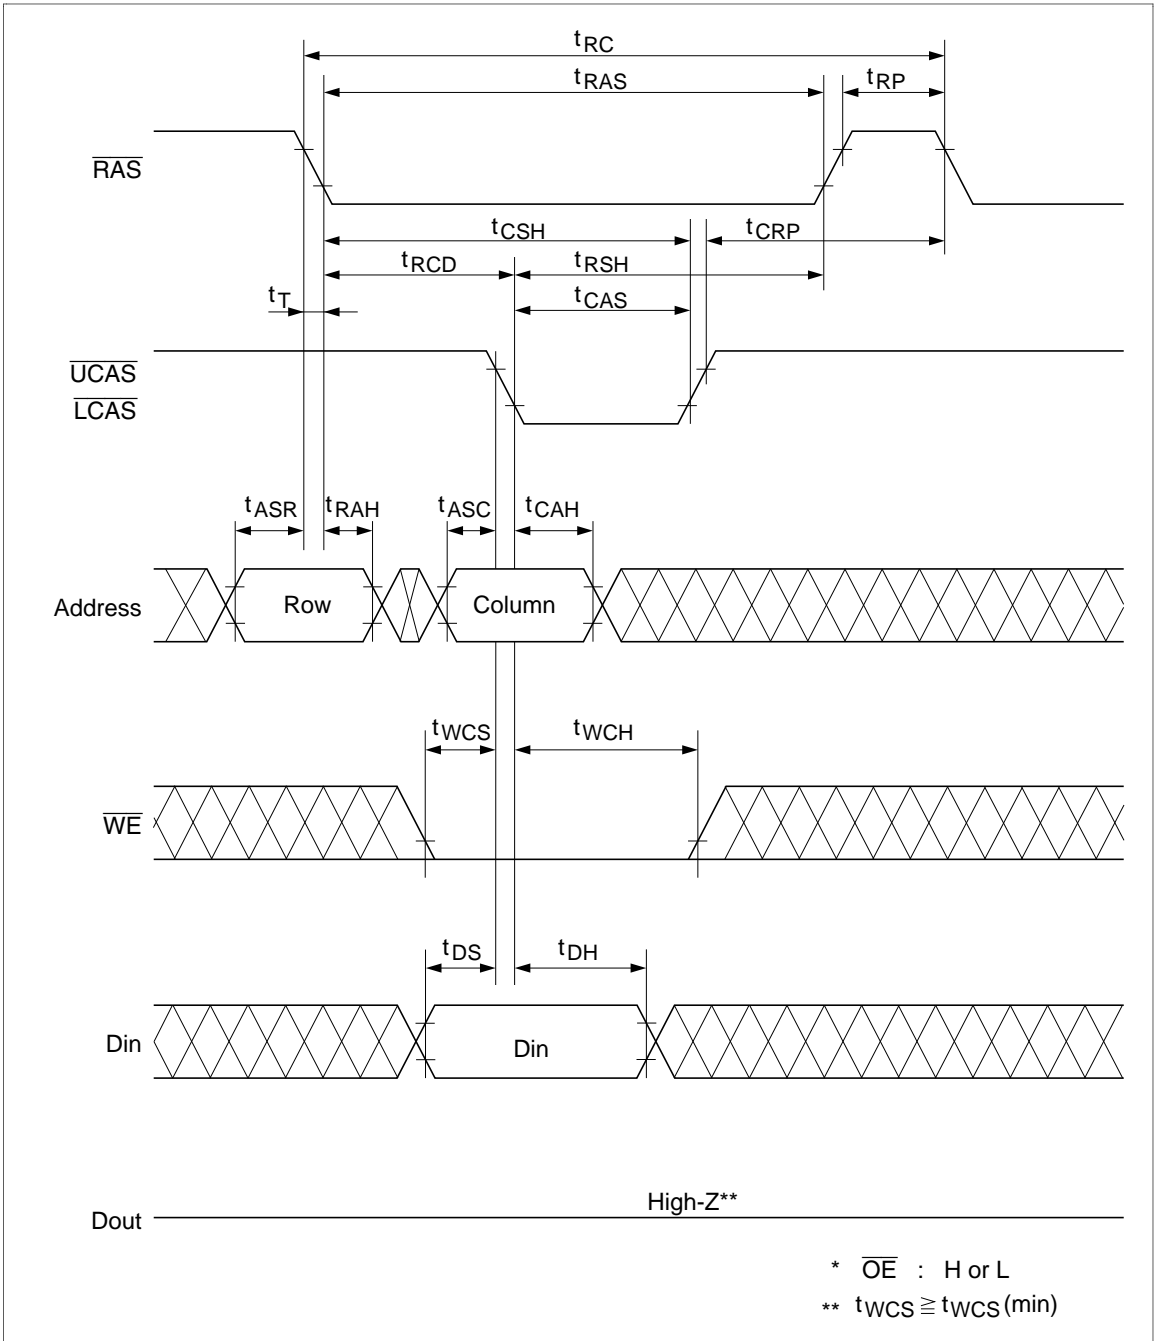 tRC
tRAS tRP
RAS
tCSH tCRP
tRCD tRSH
tT tCAS
UCAS
LCAS
tASR tRAH tASC tCAH
Address Row Column
tWCS tWCH
WE
tDS tDH
Din Din
High-Z**
Dout
* OE : H or L
** tWCS ≧ tWCS (min)